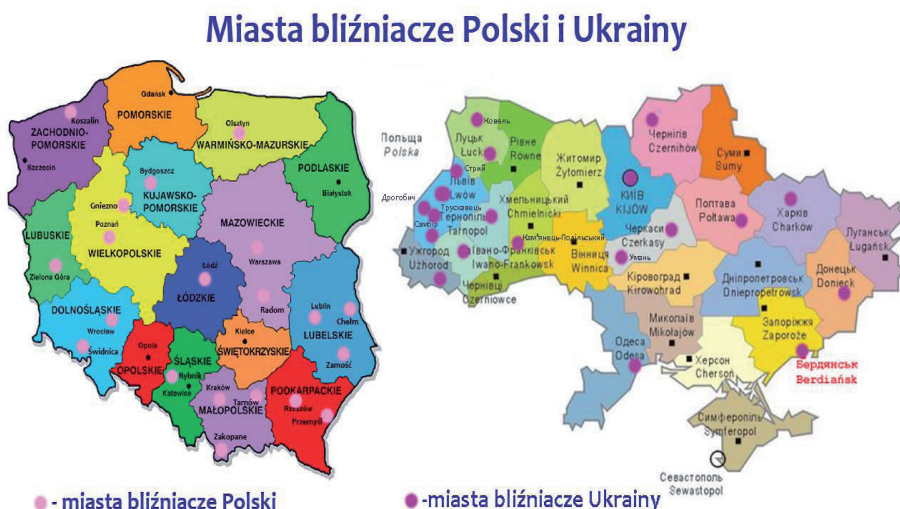 Miasta bliźniacze Polski i Ukrainy
Gdańsk
POMORSKIE
Koszalin
ZACHODNIO-
POMORSKIE
Szczecin
Olsztyn
WARMIŃSKO-MAZURSKIE
PODLASKIE
Białystok
Bydgoszcz
KUJAWSKO-
POMORSKIE
Gniezno
Poznań
WIELKOPOLSKIE
MAZOWIECKIE
Warszawa
Radom
LUBUSKIE
Zielona Góra
Łódź
ŁÓDZKIE
DOLNOŚLĄSKIE
Wrocław
Świdnica
Opole
OPOLSKIE
ŚLĄSKIE
Rybnik
Katowice
Kielce
ŚWIĘTOKRZYSKIE
Lublin
Chełm
LUBELSKIE
Zamość
Kraków
Tarnów
MAŁOPOLSKIE
Zakopane
PODKARPACKIE
Rzeszów
Przemyśl
- miasta bliźniacze Polski
Польща
Polska
Ковель
Луцьк
Łuck
Рівне
Równe
Житомир
Żytomierz
Чернігів
Czernihów
Суми
Sumy
Стрий
Львів
Lwów
Дрогобич
Трускавець
Самбір
Тернопіль
Tarnopol
Хмельницький
Chmielnicki
Кам'янець-Подільський
КИЇВ
KIJÓW
Полтава
Połtawa
Харків
Charków
Луганськ
Ługańsk
Черкаси
Czerkasy
Умань
Ужгород
Użhorod
Івано-Франківськ
Iwano-Frankowsk
Чернівці
Czerniowce
Вінниця
Winnica
Кіровоград
Kirowohrad
Дніпропетровськ
Dniepropetrowsk
Донецьк
Donieck
Миколаїв
Mikołajów
Запоріжжя
Zaporoże
Одеса
Odesa
Херсон
Chersoń
Бердянськ
Berdiańsk
Симферопіль
Symferopol
Севастополь
Sewastopol
-miasta bliźniacze Ukrainy